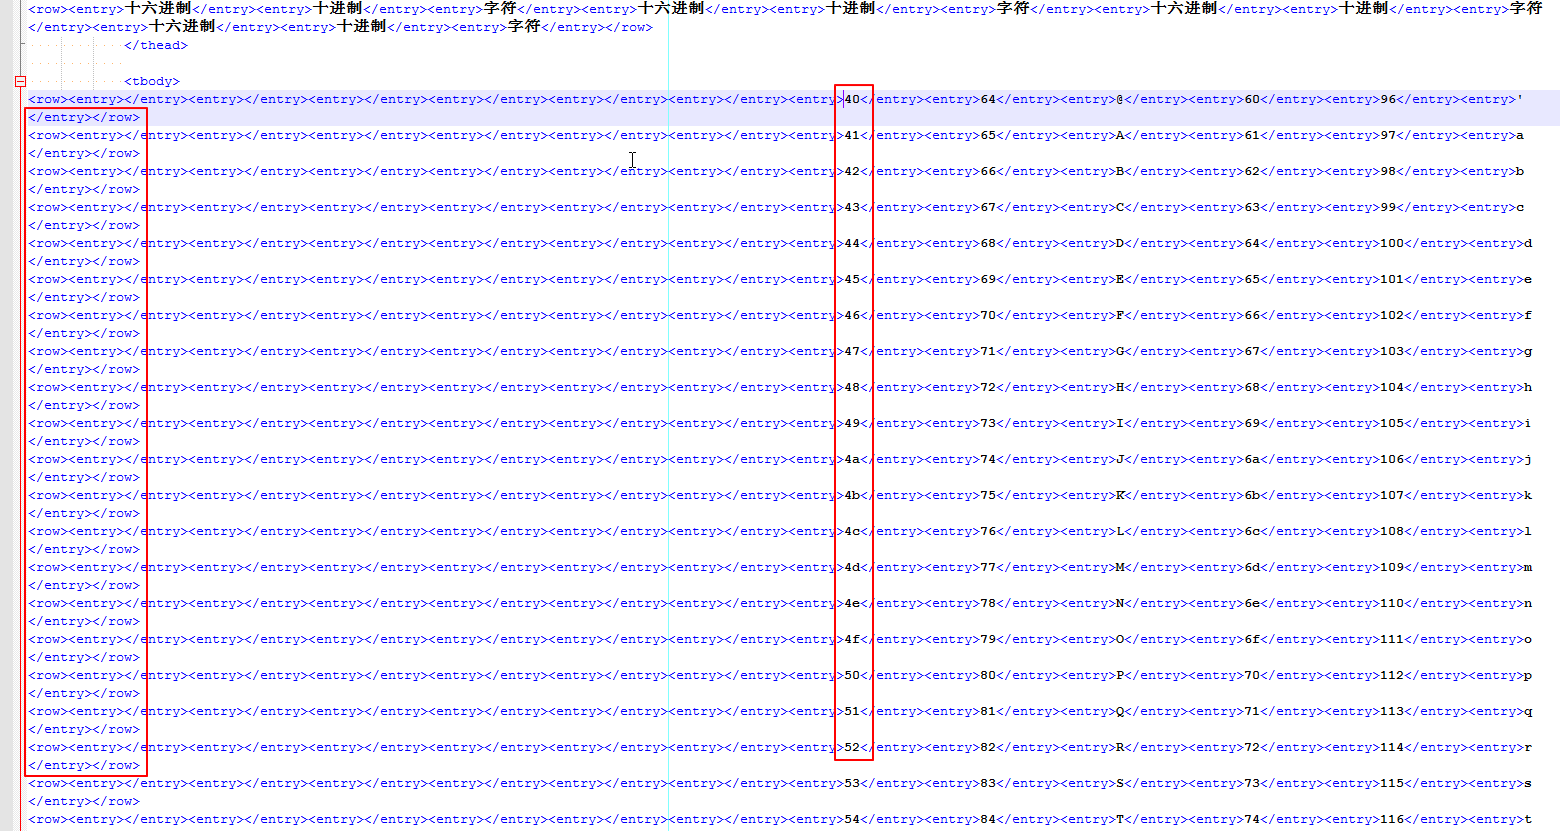 <row><entry>十六进制</entry><entry>十进制</entry><entry>字符</entry><entry>十六进制</entry><entry>十进制</entry><entry>字符</entry><entry>十六进制</entry><entry>十进制</entry><entry>字符
</entry><entry>十六进制</entry><entry>十进制</entry><entry>字符</entry></row>
</thead>
<tbody>
<row><entry></entry><entry></entry><entry></entry><entry></entry><entry></entry><entry></entry><entry>40</entry><entry>64</entry><entry>@</entry><entry>60</entry><entry>96</entry><entry>'
</entry></row>
<row><entry></entry><entry></entry><entry></entry><entry></entry><entry></entry><entry></entry><entry>41</entry><entry>65</entry><entry>A</entry><entry>61</entry><entry>97</entry><entry>a
</entry></row>
<row><entry></entry><entry></entry><entry></entry><entry></entry><entry></entry><entry></entry><entry>42</entry><entry>66</entry><entry>B</entry><entry>62</entry><entry>98</entry><entry>b
</entry></row>
<row><entry></entry><entry></entry><entry></entry><entry></entry><entry></entry><entry></entry><entry>43</entry><entry>67</entry><entry>C</entry><entry>63</entry><entry>99</entry><entry>c
</entry></row>
<row><entry></entry><entry></entry><entry></entry><entry></entry><entry></entry><entry></entry><entry>44</entry><entry>68</entry><entry>D</entry><entry>64</entry><entry>100</entry><entry>d
</entry></row>
<row><entry></entry><entry></entry><entry></entry><entry></entry><entry></entry><entry></entry><entry>45</entry><entry>69</entry><entry>E</entry><entry>65</entry><entry>101</entry><entry>e
</entry></row>
<row><entry></entry><entry></entry><entry></entry><entry></entry><entry></entry><entry></entry><entry>46</entry><entry>70</entry><entry>F</entry><entry>66</entry><entry>102</entry><entry>f
</entry></row>
<row><entry></entry><entry></entry><entry></entry><entry></entry><entry></entry><entry></entry><entry>47</entry><entry>71</entry><entry>G</entry><entry>67</entry><entry>103</entry><entry>g
</entry></row>
<row><entry></entry><entry></entry><entry></entry><entry></entry><entry></entry><entry></entry><entry>48</entry><entry>72</entry><entry>H</entry><entry>68</entry><entry>104</entry><entry>h
</entry></row>
<row><entry></entry><entry></entry><entry></entry><entry></entry><entry></entry><entry></entry><entry>49</entry><entry>73</entry><entry>I</entry><entry>69</entry><entry>105</entry><entry>i
</entry></row>
<row><entry></entry><entry></entry><entry></entry><entry></entry><entry></entry><entry></entry><entry>4a</entry><entry>74</entry><entry>J</entry><entry>6a</entry><entry>106</entry><entry>j
</entry></row>
<row><entry></entry><entry></entry><entry></entry><entry></entry><entry></entry><entry></entry><entry>4b</entry><entry>75</entry><entry>K</entry><entry>6b</entry><entry>107</entry><entry>k
</entry></row>
<row><entry></entry><entry></entry><entry></entry><entry></entry><entry></entry><entry></entry><entry>4c</entry><entry>76</entry><entry>L</entry><entry>6c</entry><entry>108</entry><entry>l
</entry></row>
<row><entry></entry><entry></entry><entry></entry><entry></entry><entry></entry><entry></entry><entry>4d</entry><entry>77</entry><entry>M</entry><entry>6d</entry><entry>109</entry><entry>m
</entry></row>
<row><entry></entry><entry></entry><entry></entry><entry></entry><entry></entry><entry></entry><entry>4e</entry><entry>78</entry><entry>N</entry><entry>6e</entry><entry>110</entry><entry>n
</entry></row>
<row><entry></entry><entry></entry><entry></entry><entry></entry><entry></entry><entry></entry><entry>4f</entry><entry>79</entry><entry>O</entry><entry>6f</entry><entry>111</entry><entry>o
</entry></row>
<row><entry></entry><entry></entry><entry></entry><entry></entry><entry></entry><entry></entry><entry>50</entry><entry>80</entry><entry>P</entry><entry>70</entry><entry>112</entry><entry>p
</entry></row>
<row><entry></entry><entry></entry><entry></entry><entry></entry><entry></entry><entry></entry><entry>51</entry><entry>81</entry><entry>Q</entry><entry>71</entry><entry>113</entry><entry>q
</entry></row>
<row><entry></entry><entry></entry><entry></entry><entry></entry><entry></entry><entry></entry><entry>52</entry><entry>82</entry><entry>R</entry><entry>72</entry><entry>114</entry><entry>r
</entry></row>
<row><entry></entry><entry></entry><entry></entry><entry></entry><entry></entry><entry></entry><entry>53</entry><entry>83</entry><entry>S</entry><entry>73</entry><entry>115</entry><entry>s
</entry></row>
<row><entry></entry><entry></entry><entry></entry><entry></entry><entry></entry><entry></entry><entry>54</entry><entry>84</entry><entry>T</entry><entry>74</entry><entry>116</entry><entry>t